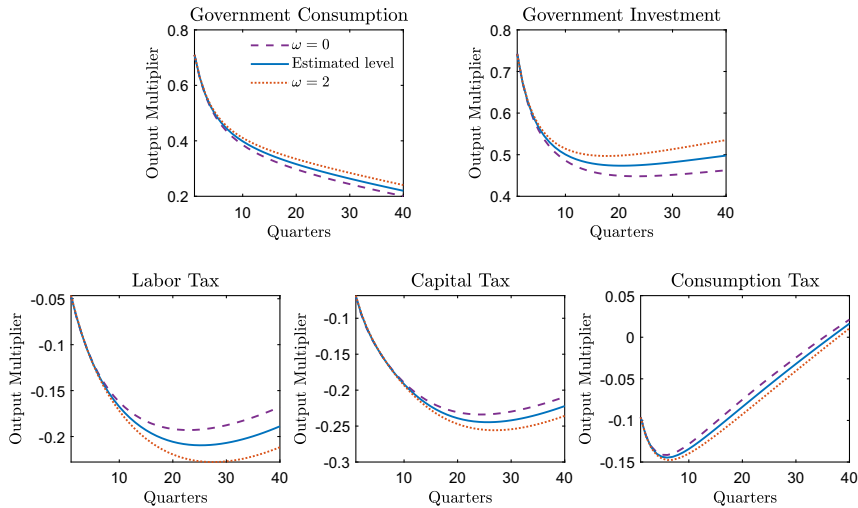 Government Consumption
Government Investment
0.8
0.6
0.4
0.2
Output Multiplier
ω = 0
Estimated level
ω = 2
10
20
30
40
Quarters
0.8
0.7
0.6
0.5
0.4
Output Multiplier
10
20
30
40
Quarters
Labor Tax
Capital Tax
Consumption Tax
-0.05
-0.1
-0.15
-0.2
Output Multiplier
10
20
30
40
Quarters
-0.1
-0.15
-0.2
-0.25
-0.3
Output Multiplier
10
20
30
40
Quarters
0.05
0
-0.05
-0.1
-0.15
Output Multiplier
10
20
30
40
Quarters